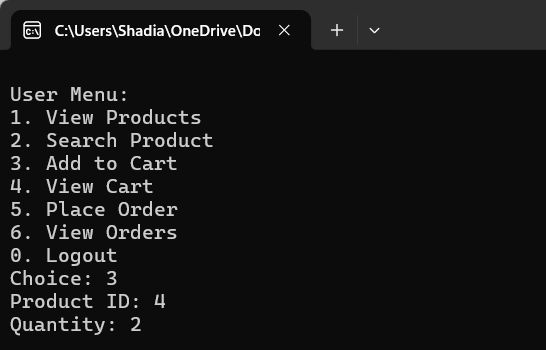 C:\Users\Shadia\OneDrive\Do
User Menu:
1. View Products
2. Search Product
3. Add to Cart
4. View Cart
5. Place Order
6. View Orders
0. Logout
Choice: 3
Product ID: 4
Quantity: 2